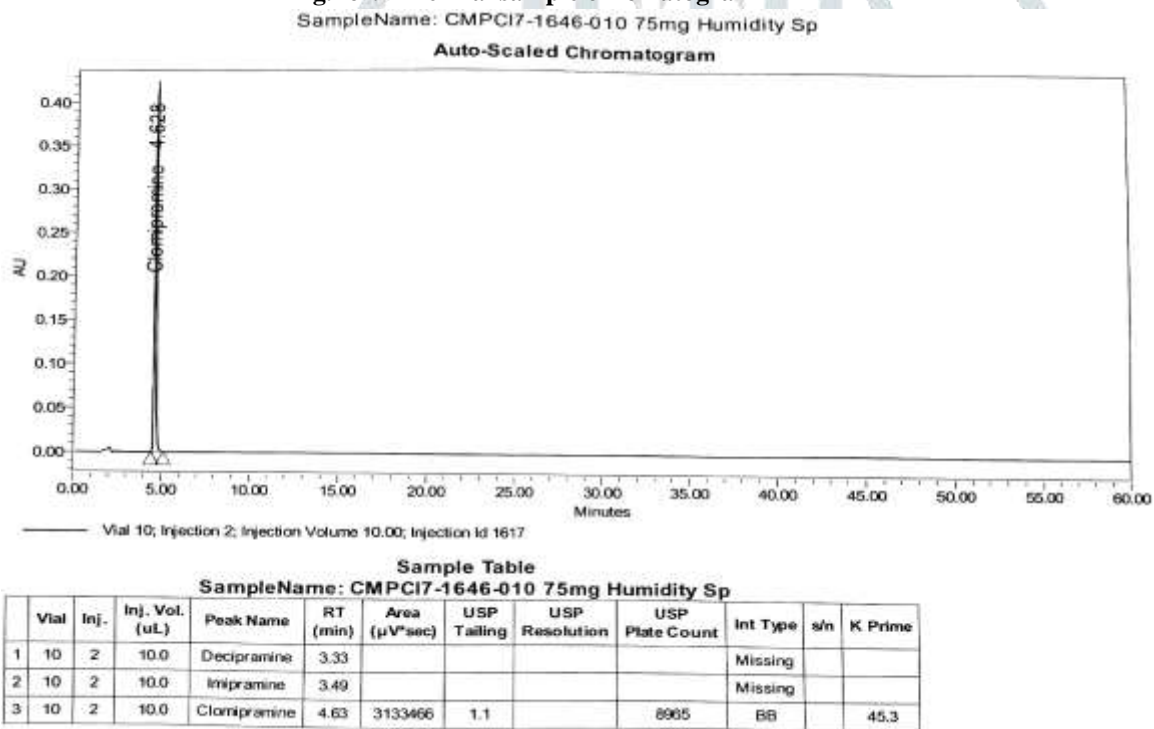 SampleName: CMPCI7-1646-010 75mg Humidity Sp
Auto-Scaled Chromatogram
AU
0.40
0.35
0.30
0.25
0.20
0.15
0.10
0.05
0.00
Clomipramine 4.628
0.00 5.00 10.00 15.00 20.00 25.00 30.00 35.00 40.00 45.00 50.00 55.00 60.00
Minutes
Vial 10; Injection 2; Injection Volume 10.00; Injection Id 1617
Sample Table
SampleName: CMPCI7-1646-010 75mg Humidity Sp
Vial Inj. Inj. Vol. (uL) Peak Name RT (min) Area (µV*sec) USP Tailing USP Resolution USP Plate Count Int Type s/n K Prime
1 10 2 10.0 Decipramine 3.33 Missing
2 10 2 10.0 Imipramine 3.49 Missing
3 10 2 10.0 Clomipramine 4.63 3133466 1.1 8965 BB 45.3